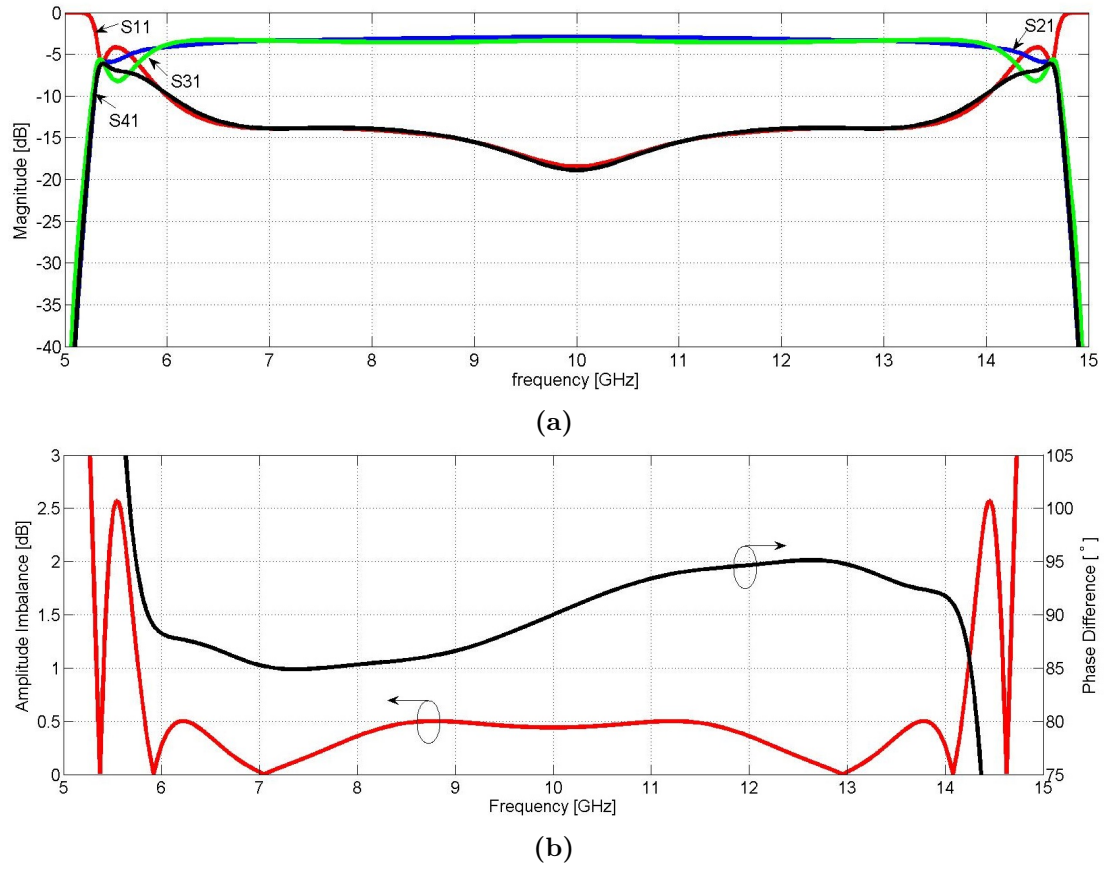 S11
S21
S31
S41
Magnitude [dB]
0
-5
-10
-15
-20
-25
-30
-35
-40
5 6 7 8 9 10 11 12 13 14 15
frequency [GHz]
(a)
Amplitude Imbalance [dB]
3
2.5
2
1.5
1
0.5
0
105
100
95
90
85
80
75
Phase Difference [ ° ]
5 6 7 8 9 10 11 12 13 14 15
Frequency [GHz]
(b)